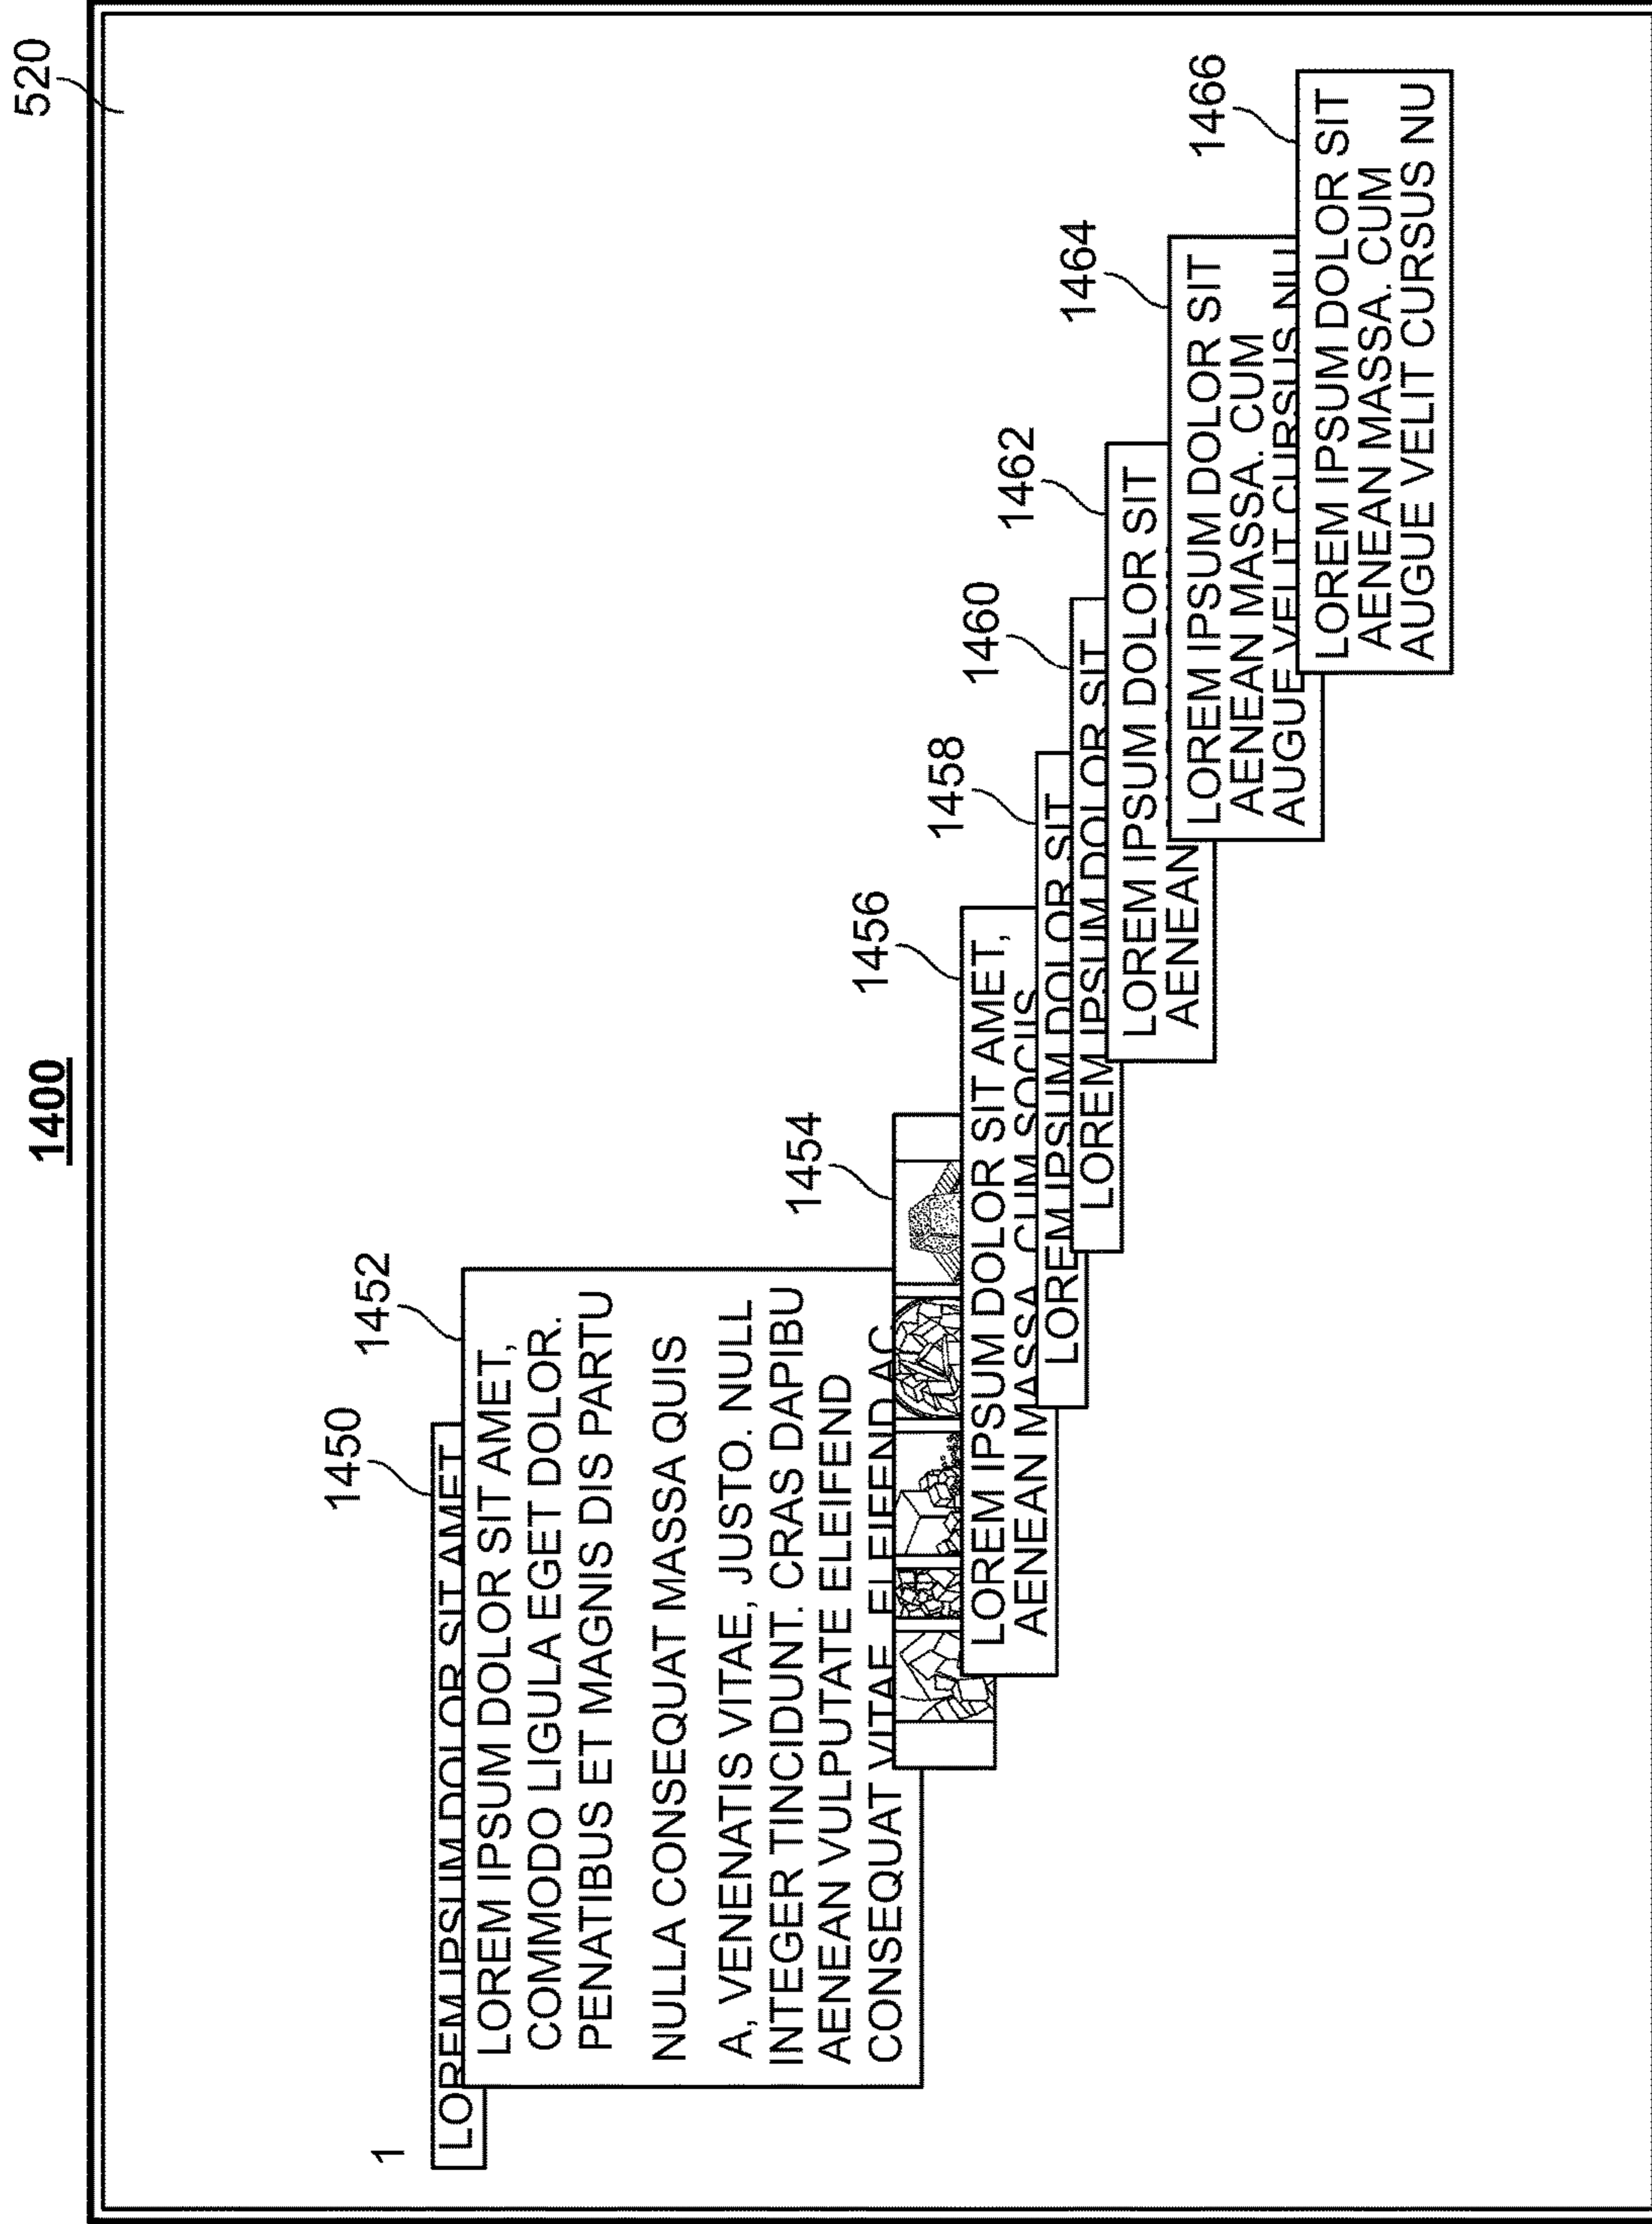 1400
520
1
1450
LOREM IPSUM DOLOR SIT AMET
1452
LOREM IPSUM DOLOR SIT AMET,
COMMODO LIGULA EGET DOLOR.
PENATIBUS ET MAGNIS DIS PARTU
NULLA CONSEQUAT MASSA QUIS
A, VENENATIS VITAE, JUSTO. NULL
INTEGER TINCIDUNT. CRAS DAPIBU
AENEAN VULPUTATE ELEIFEND
CONSEQUAT VITAE, ELEIFEND AC,
1454
1456
LOREM IPSUM DOLOR SIT AMET,
AENEAN MASSA. CUM SOCIIS
1458
LOREM IPSUM DOLOR SIT
1460
LOREM IPSUM DOLOR SIT
1462
LOREM IPSUM DOLOR SIT
AENEAN
1464
LOREM IPSUM DOLOR SIT
AENEAN MASSA. CUM
AUGUE VELIT CURSUS NU
1466
LOREM IPSUM DOLOR SIT
AENEAN MASSA. CUM
AUGUE VELIT CURSUS NU